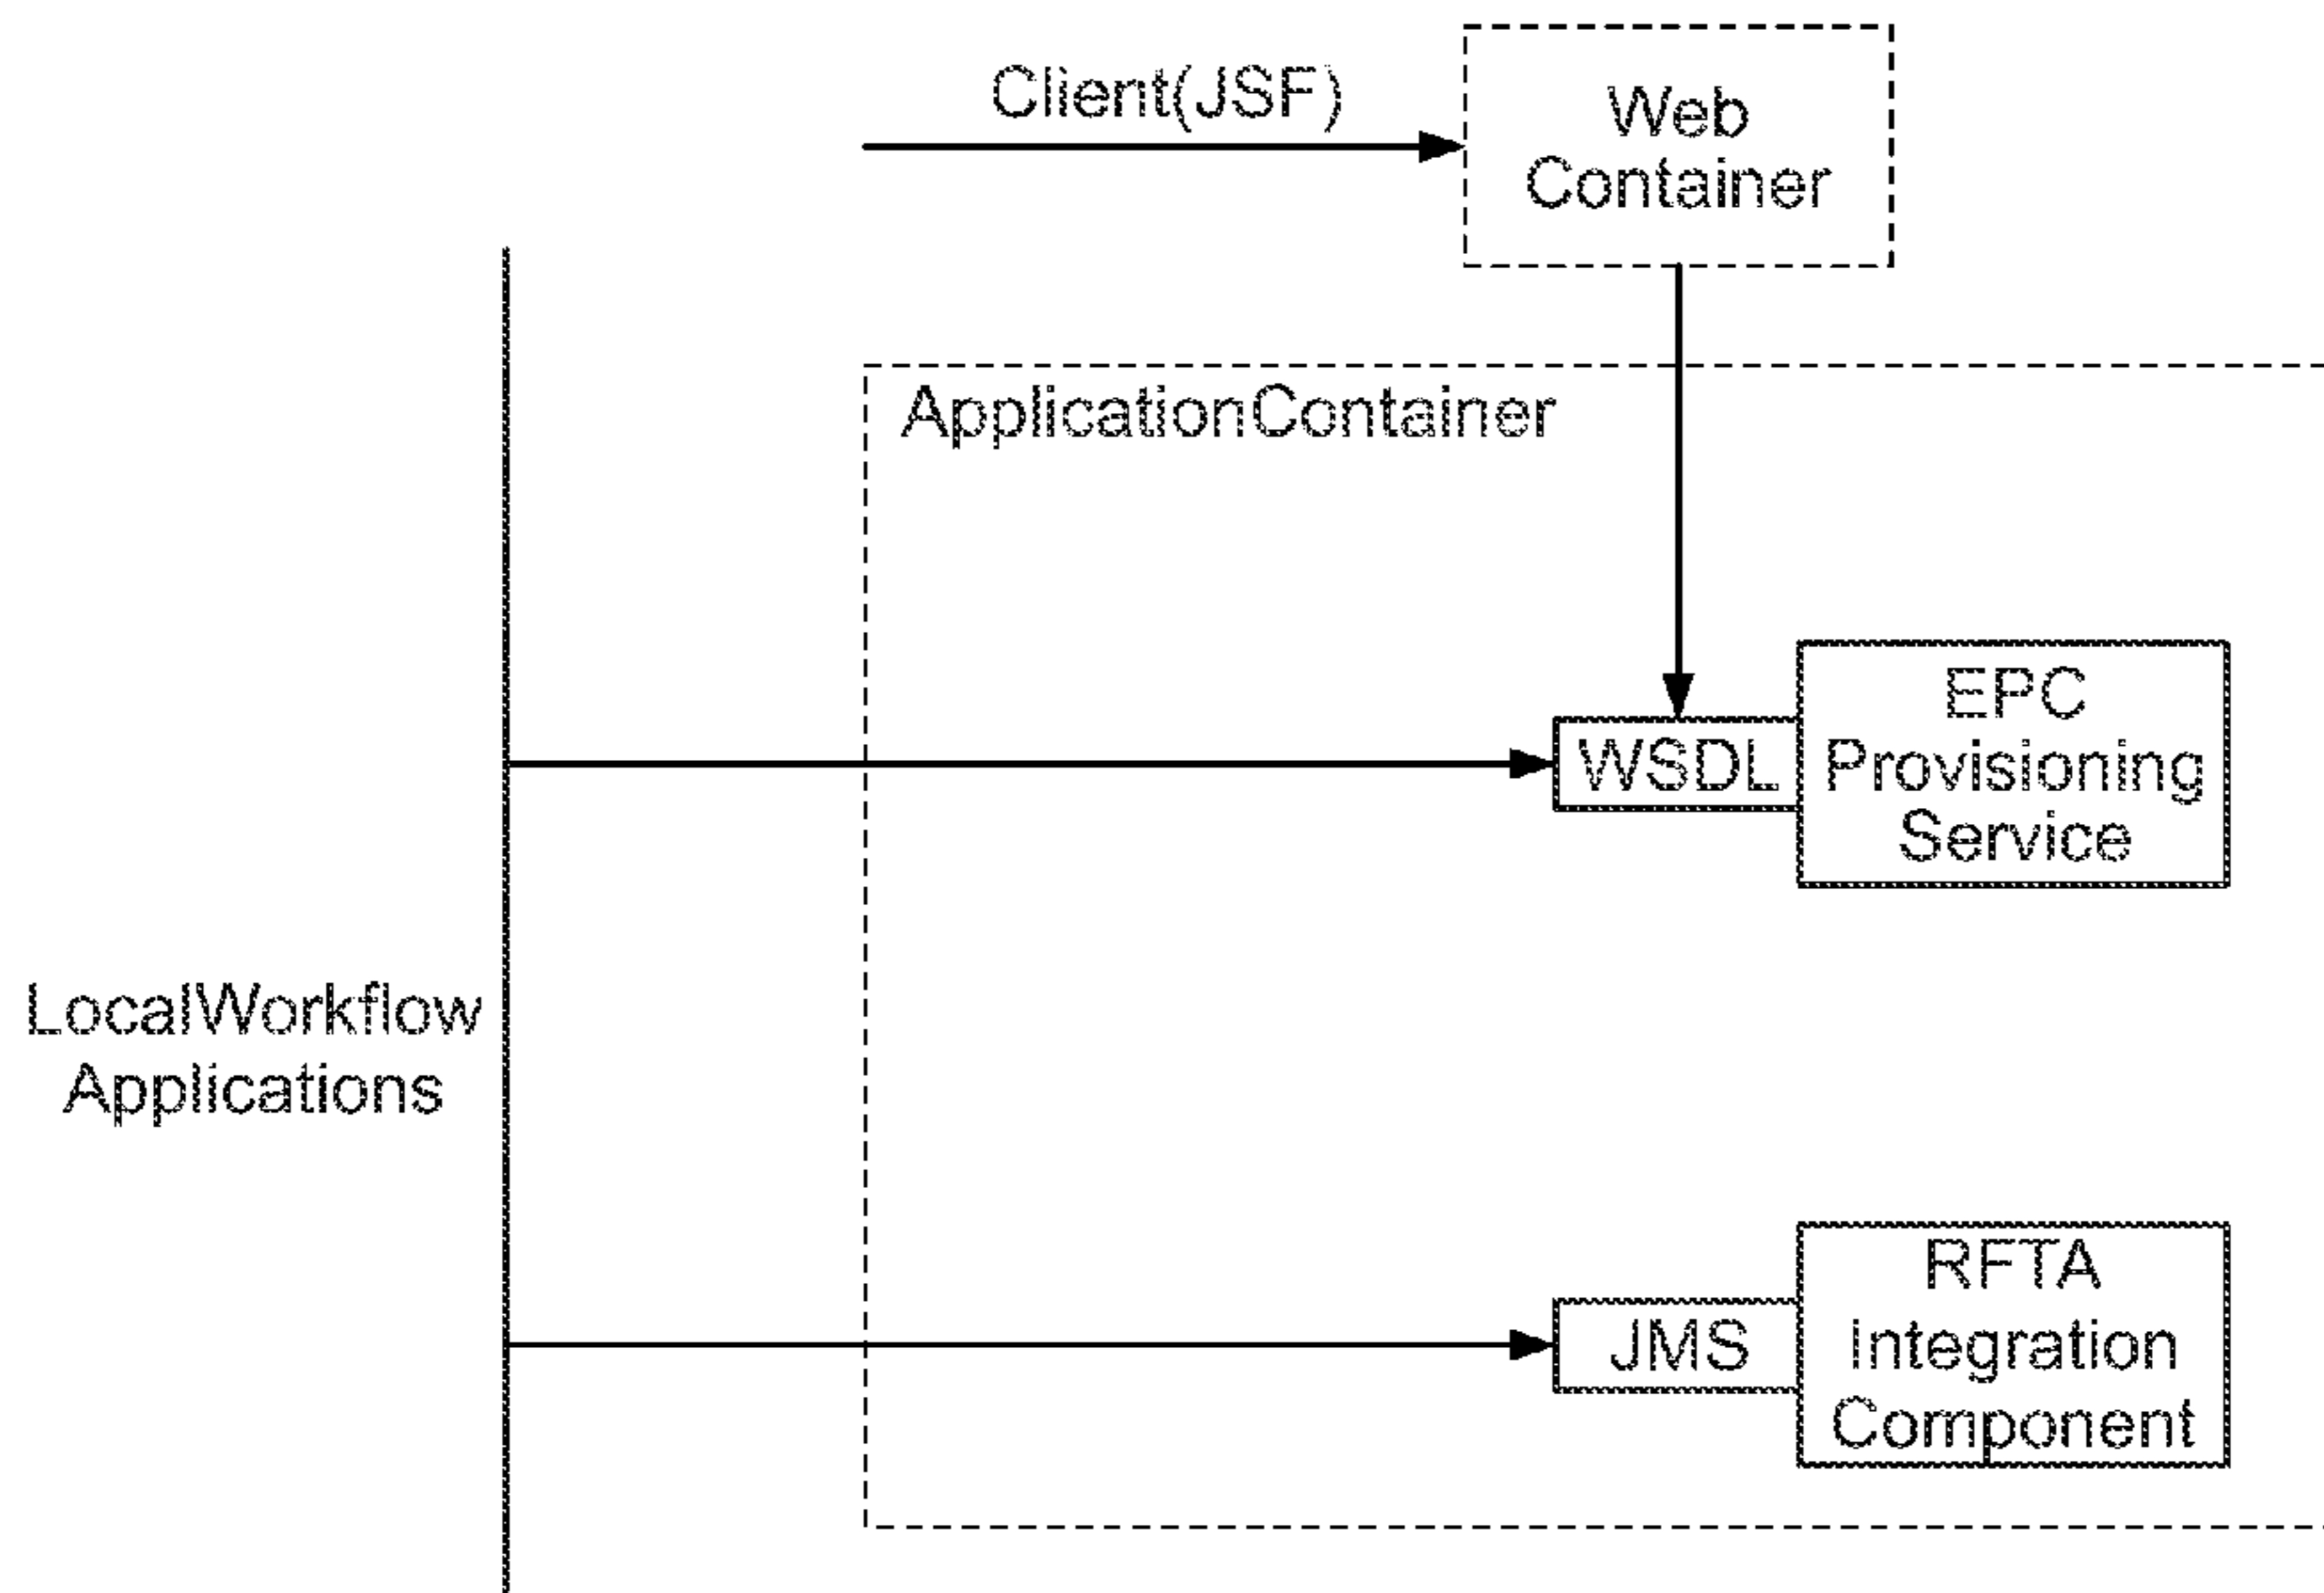 Client(JSF)
Web
Container
ApplicationContainer
WSDL
EPC
Provisioning
Service
LocalWorkflow
Applications
JMS
RFTA
Integration
Component